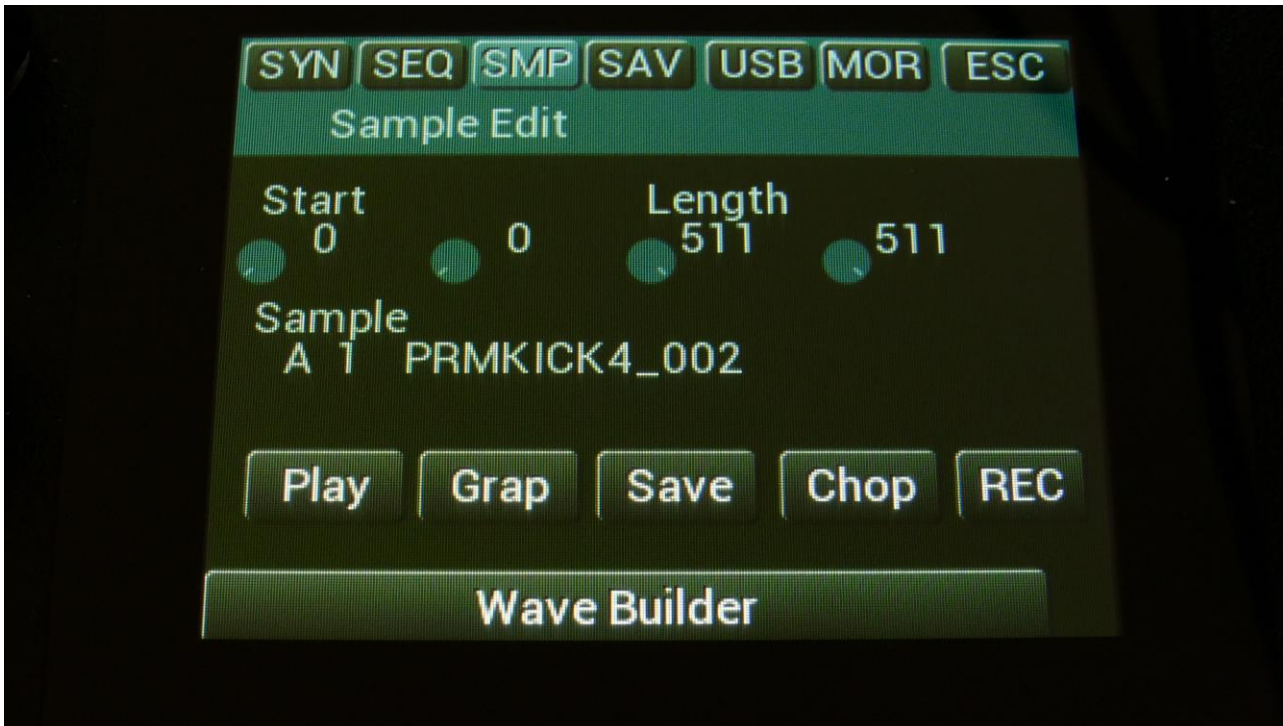 SYN SEQ SMP SAV USB MOR ESC
Sample Edit
Start Length
0 0 511 511
Sample
A 1 PRMKICK4_002
Play Grap Save Chop REC
Wave Builder